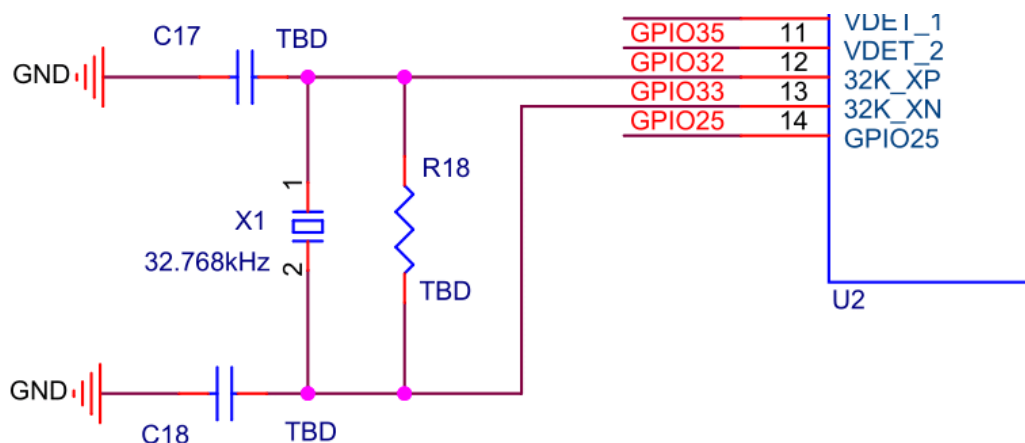 VDET_1
GPIO35 11
VDET_2
GPIO32 12
32K_XP
GPIO33 13
32K_XN
GPIO25 14
GPIO25
U2
C17 TBD
GND
R18
TBD
1
X1
32.768kHz
2
GND
C18 TBD